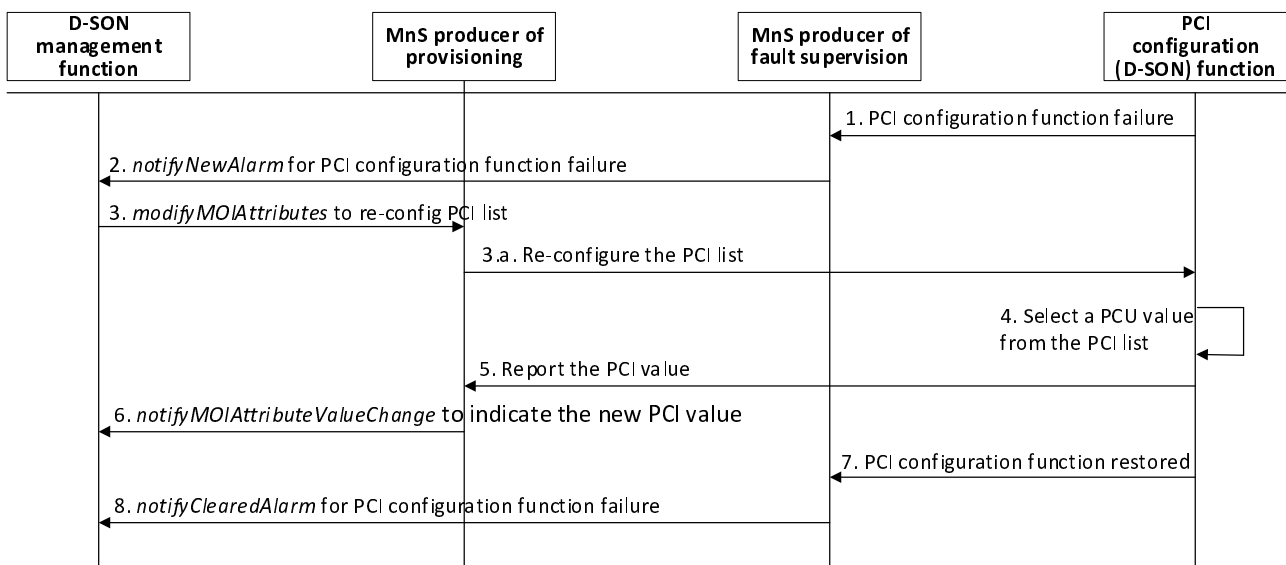 D-SON
management
function
MnS producer of
provisioning
MnS producer of
fault supervision
PCI
configuration
(D-SON) function
1. PCI configuration function failure
2. notifyNewAlarm for PCI configuration function failure
3. modifyMOIAttributes to re-config PCI list
3.a. Re-configure the PCI list
4. Select a PCU value
from the PCI list
5. Report the PCI value
6. notifyMOIAttributeValueChange to indicate the new PCI value
7. PCI configuration function restored
8. notifyClearedAlarm for PCI configuration function failure